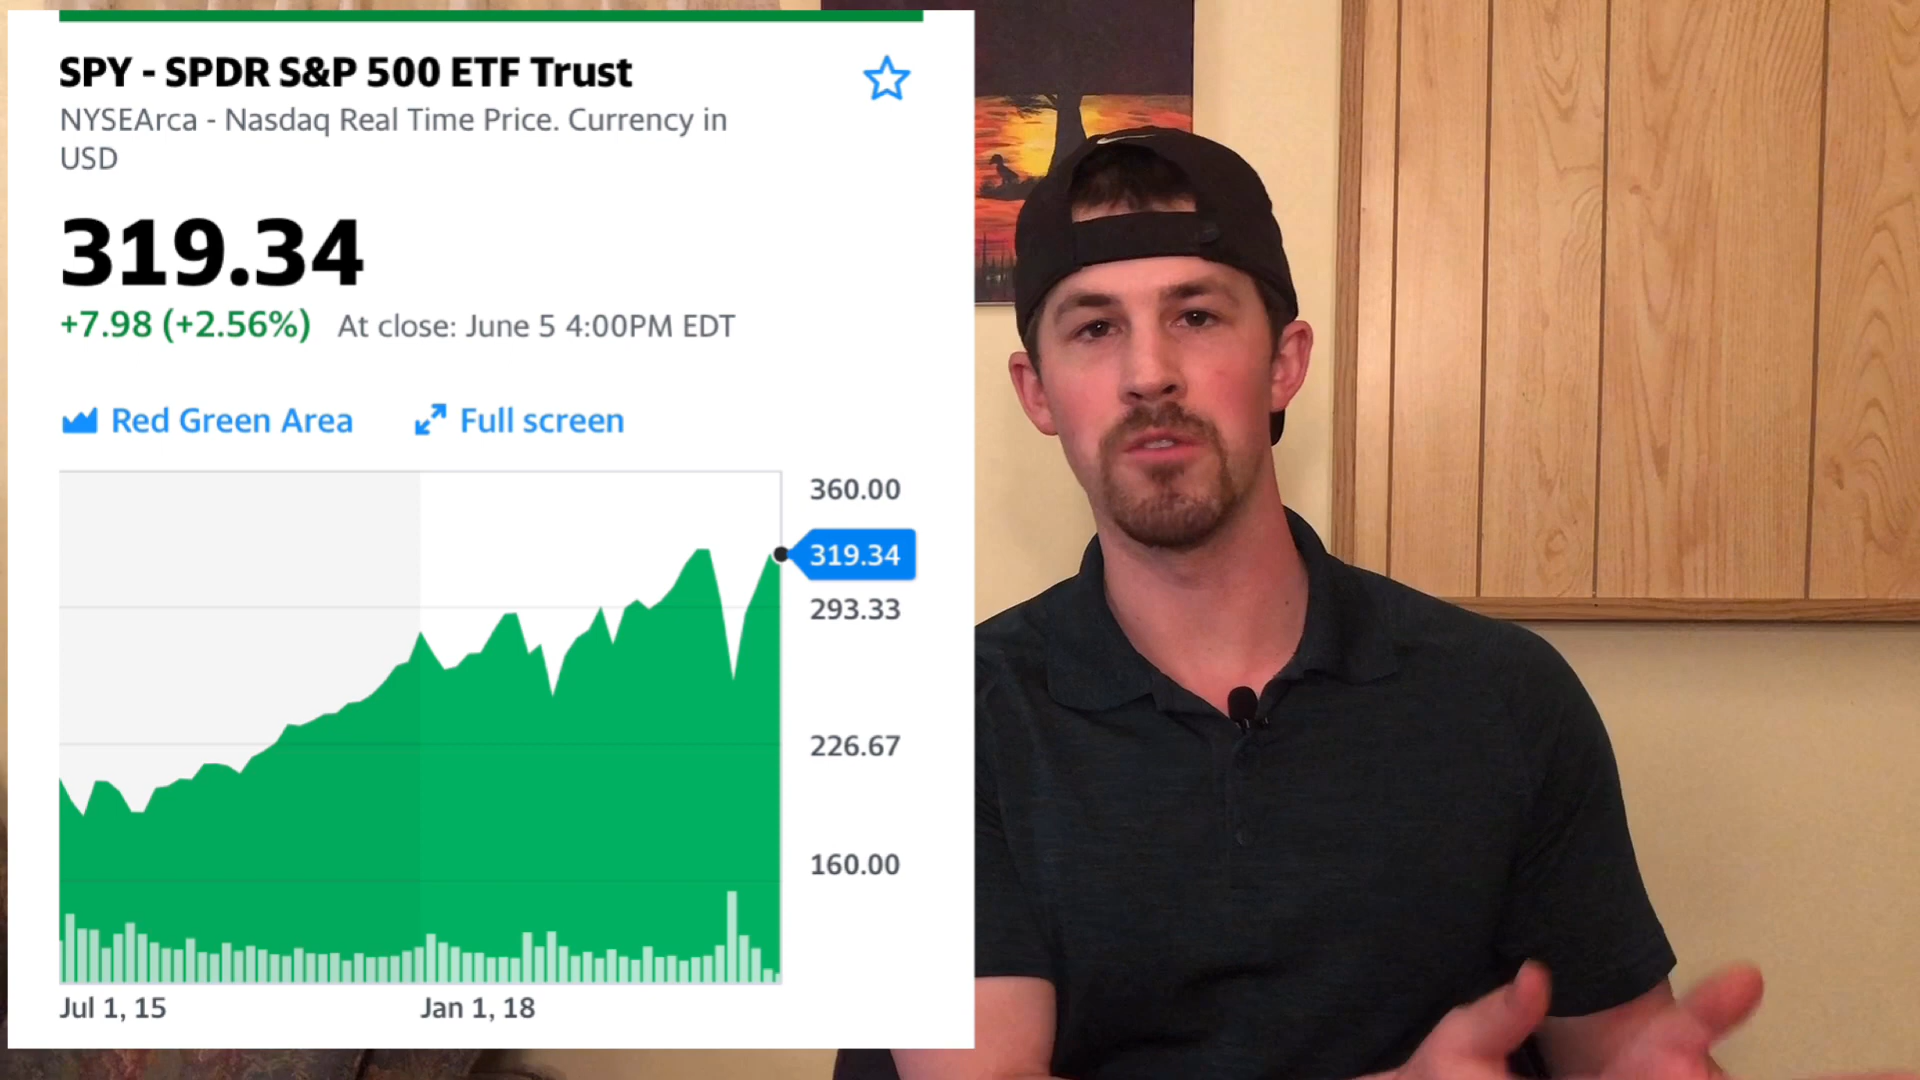 SPY - SPDR S&P 500 ETF Trust
NYSEArca - Nasdaq Real Time Price. Currency in
USD
319.34
+7.98 (+2.56%) At close: June 5 4:00PM EDT
Red Green Area Full screen
360.00
319.34
293.33
226.67
160.00
Jul 1, 15 Jan 1, 18